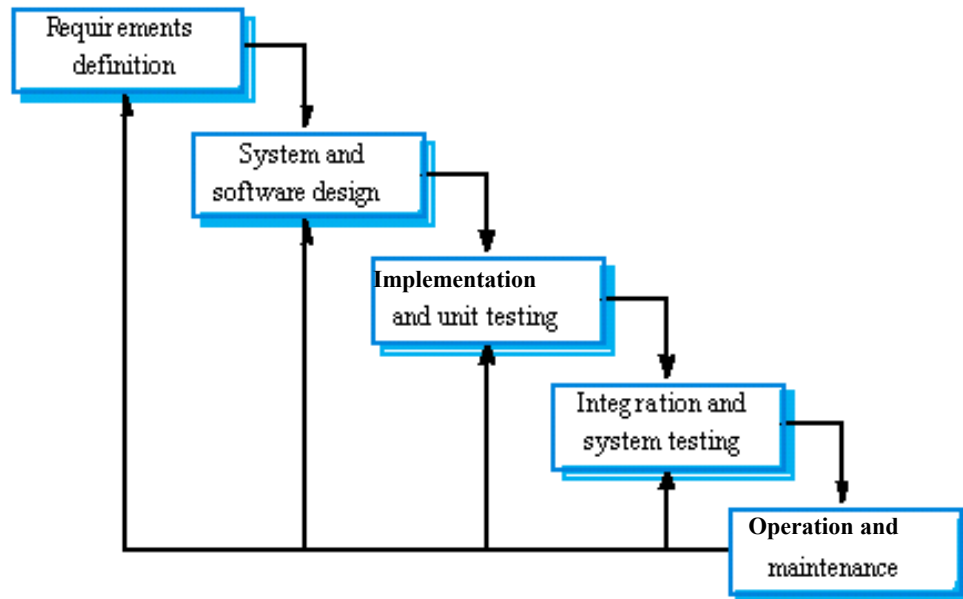 Requirements
definition
System and
software design
Implementation
and unit testing
Integration and
system testing
Operation and
maintenance